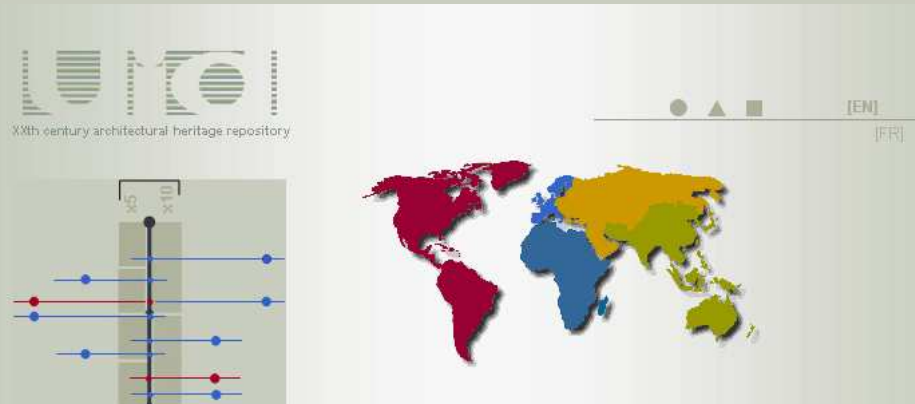 XXth century architectural heritage repository
[EN]
[FR]
x5
x10